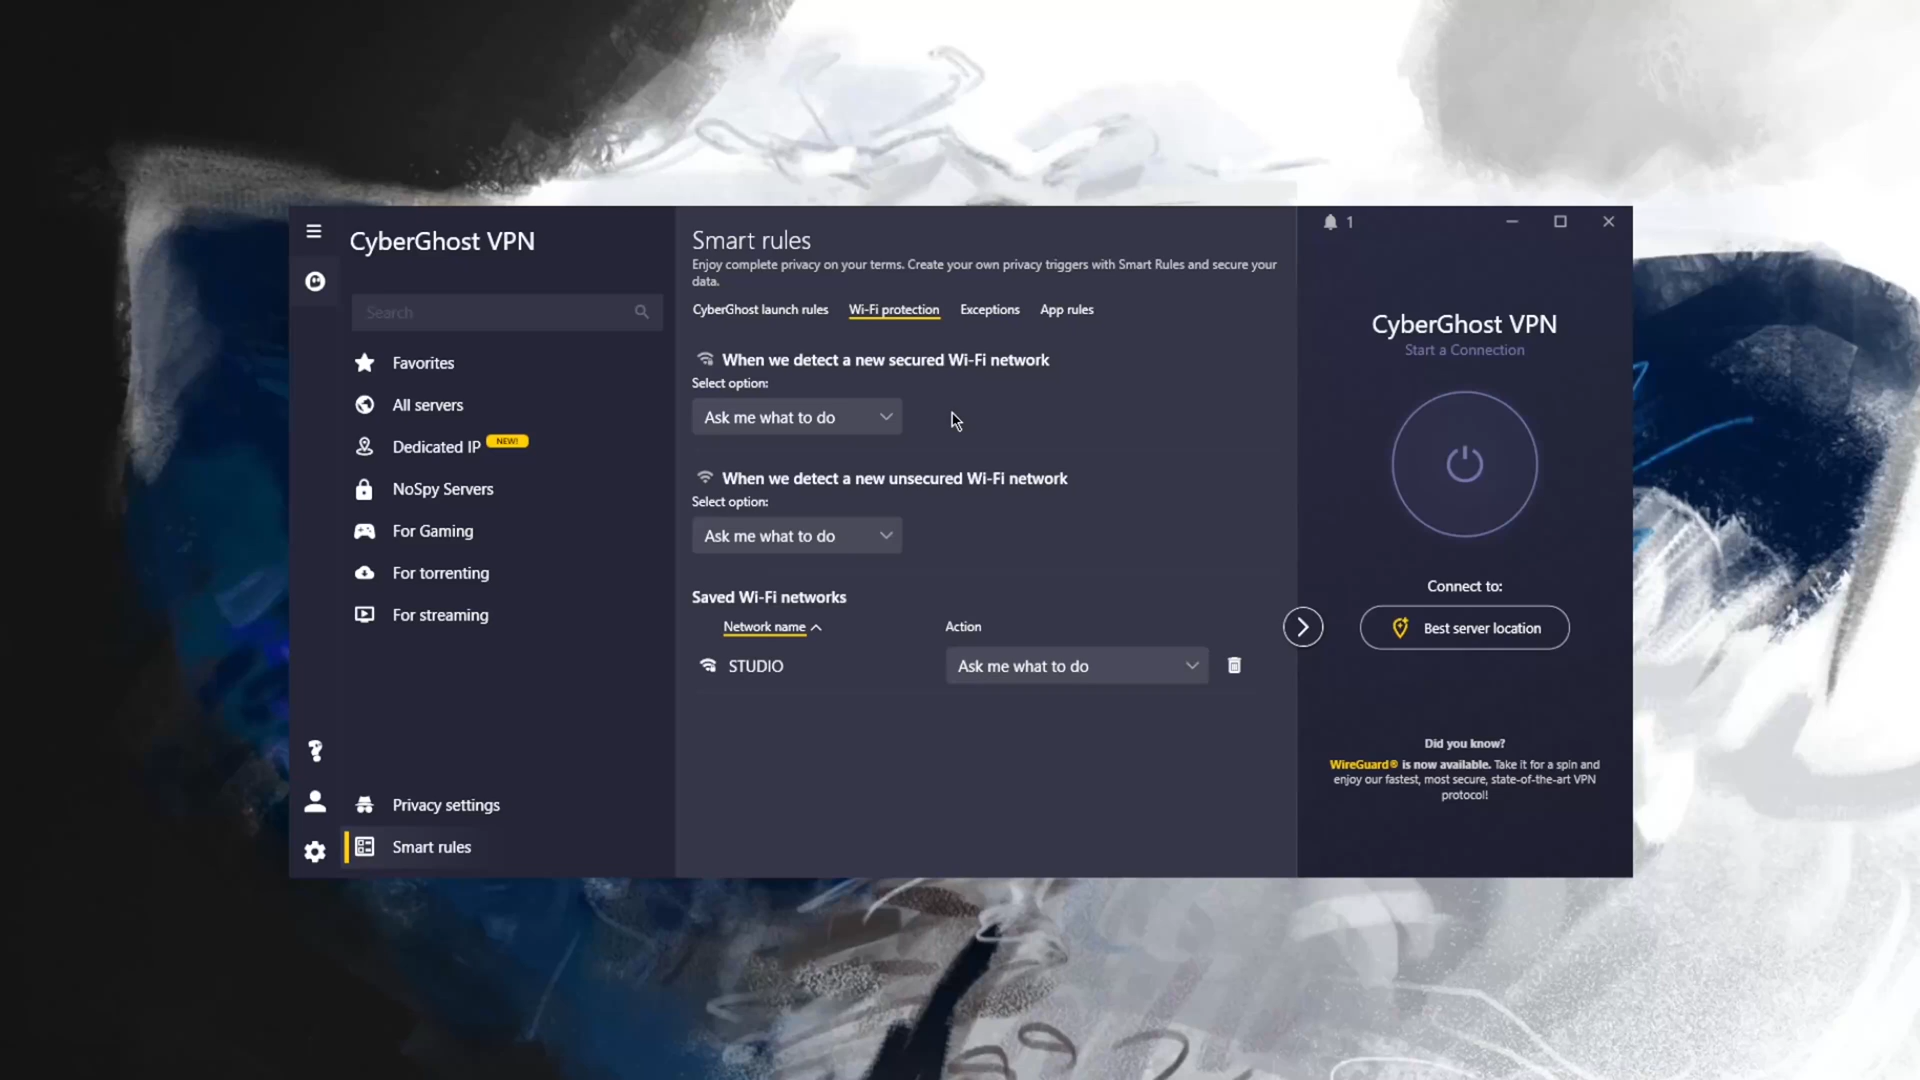 CyberGhost VPN
Search
Favorites
All servers
Dedicated IP NEW!
NoSpy Servers
For Gaming
For torrenting
For streaming
Privacy settings
Smart rules
Smart rules
Enjoy complete privacy on your terms. Create your own privacy triggers with Smart Rules and secure your
data.
CyberGhost launch rules Wi-Fi protection Exceptions App rules
When we detect a new secured Wi-Fi network
Select option:
Ask me what to do
When we detect a new unsecured Wi-Fi network
Select option:
Ask me what to do
Saved Wi-Fi networks
Network name Action
STUDIO Ask me what to do
1
CyberGhost VPN
Start a Connection
Connect to:
Best server location
Did you know?
WireGuard® is now available. Take it for a spin and
enjoy our fastest, most secure, state-of-the-art VPN
protocol!